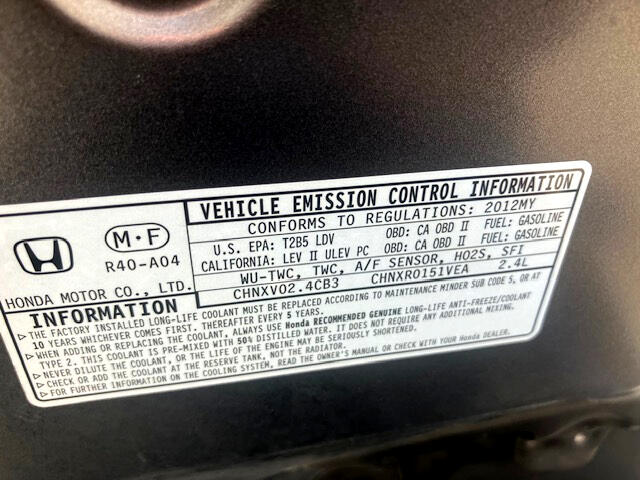 VEHICLE EMISSION CONTROL INFORMATION
CONFORMS TO REGULATIONS: 2012MY
U.S. EPA: T2B5 LDV OBD: CA OBD II FUEL: GASOLINE
CALIFORNIA: LEV II ULEV PC OBD: CA OBD II FUEL: GASOLINE
WU-TWC, TWC, A/F SENSOR, HO2S, SFI
CHNXV02.4CB3 CHNXR0151VEA 2.4L
M·F
R40-A04
HONDA MOTOR CO., LTD.
INFORMATION
▷ THE FACTORY INSTALLED LONG-LIFE COOLANT MUST BE REPLACED ACCORDING TO MAINTENANCE MINDER SUB CODE 5, OR AT
10 YEARS WHICHEVER COMES FIRST. THEREAFTER EVERY 5 YEARS.
▷ WHEN ADDING OR REPLACING THE COOLANT, ALWAYS USE Honda RECOMMENDED GENUINE LONG-LIFE ANTI-FREEZE/COOLANT
TYPE 2. THIS COOLANT IS PRE-MIXED WITH 50% DISTILLED WATER. IT DOES NOT REQUIRE ANY ADDITIONAL MIXING.
▷ NEVER DILUTE THE COOLANT, OR THE LIFE OF THE ENGINE MAY BE SERIOUSLY SHORTENED.
▷ CHECK OR ADD THE COOLANT AT THE RESERVE TANK, NOT THE RADIATOR.
▷ FOR FURTHER INFORMATION ON THE COOLING SYSTEM, READ THE OWNER'S MANUAL OR CHECK WITH YOUR Honda DEALER.